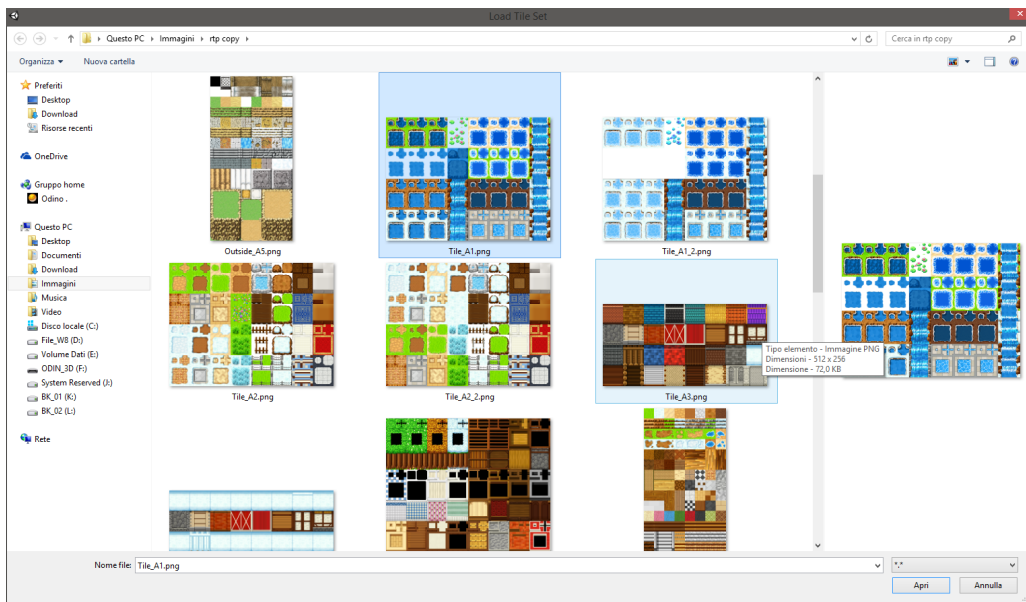 Load Tile Set
Questo PC
Immagini
rtp copy
Cerca in rtp copy
Organizza
Nuova cartella
Preferiti
Desktop
Download
Risorse recenti
OneDrive
Gruppo home
Odino .
Questo PC
Desktop
Documenti
Download
Immagini
Musica
Video
Disco locale (C:)
File_W8 (D:)
Volume Dati (E:)
ODIN_3D (F:)
System Reserved (J:)
BK_01 (K:)
BK_02 (L:)
Rete
Outside_A5.png
Tile_A1.png
Tile_A1_2.png
Tile_A2.png
Tile_A2_2.png
Tile_A3.png
Tipo elemento - Immagine PNG
Dimensioni - 512 x 256
Dimensione - 72,0 KB
Nome file: Tile_A1.png
*.*
Apri
Annulla